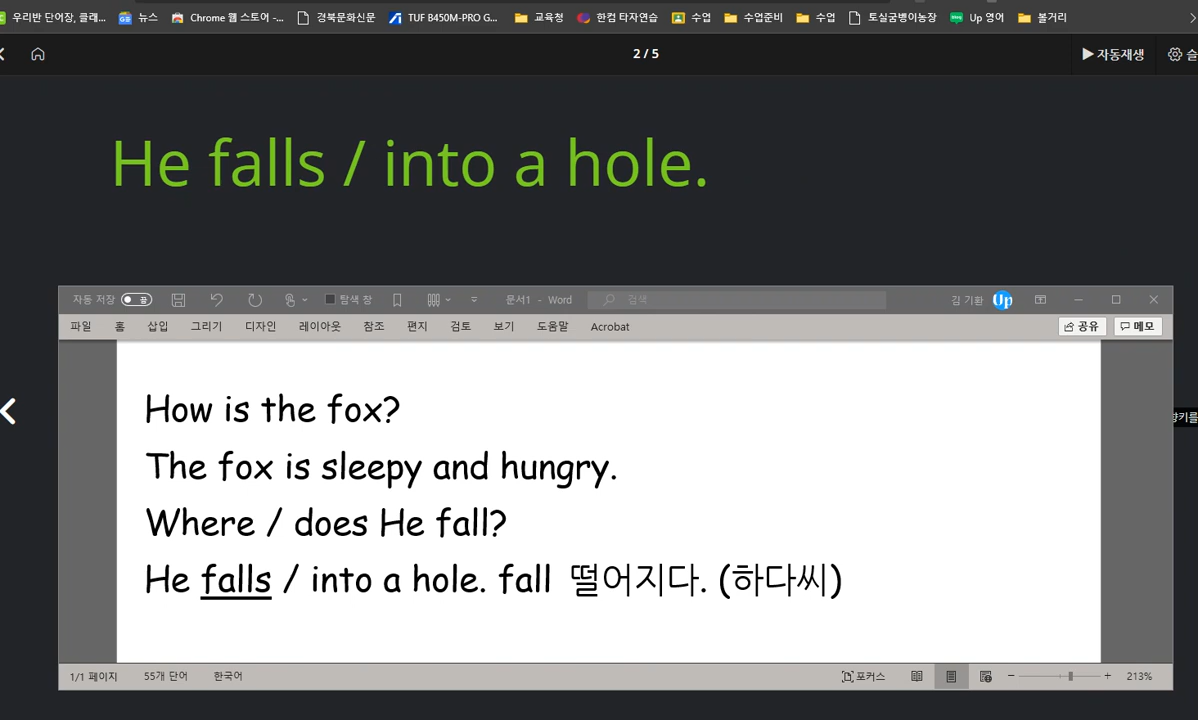 우리반 단어장, 클래... 뉴스 Chrome 웹 스토어 -... 경북문화신문 TUF B450M-PRO G... 교육청 한컴 타자연습 수업 수업준비 수업 토실굼벵이농장 Up 영어 볼거리
2 / 5 자동재생
He falls / into a hole.
자동 저장 끔 탐색 창 문서1 - Word 검색 김 기환 Up
파일 홈 삽입 그리기 디자인 레이아웃 참조 편지 검토 보기 도움말 Acrobat 공유 메모
How is the fox?
The fox is sleepy and hungry.
Where / does He fall?
He falls / into a hole. fall 떨어지다. (하다씨)
1/1 페이지 55개 단어 한국어 포커스 213%